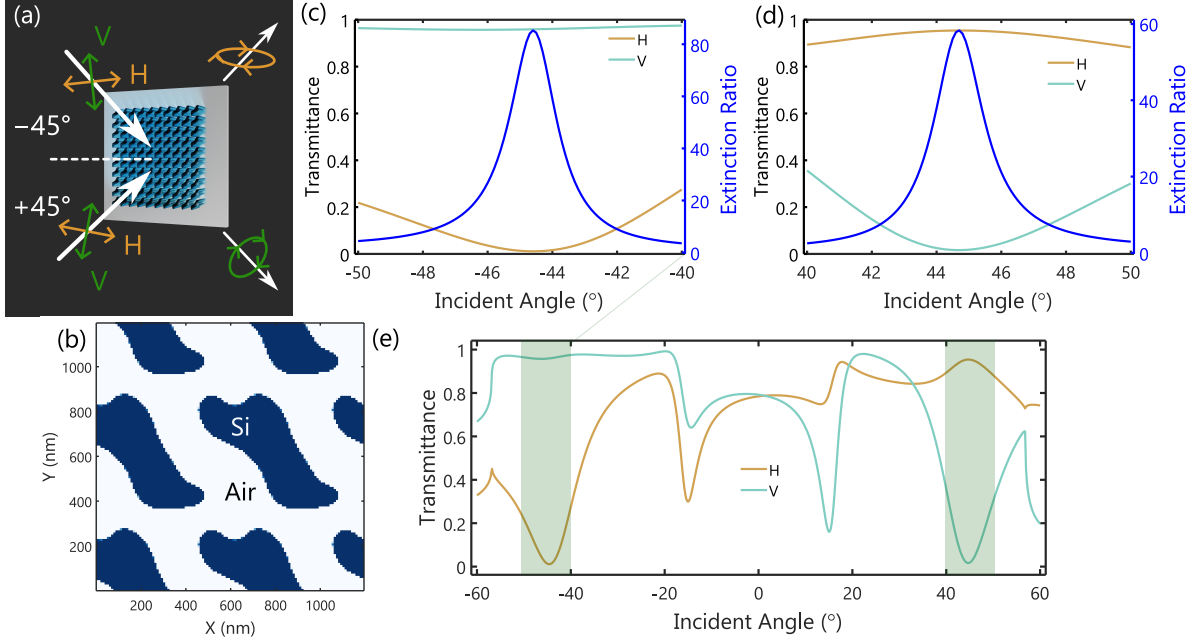 (a)
V
H
−45°
+45°
H
V
(c)
1
0.8
0.6
0.4
0.2
0
Transmittance
H
V
80
60
40
20
0
Extinction Ratio
-50
-48
-46
-44
-42
-40
Incident Angle (°)
(d)
1
0.8
0.6
0.4
0.2
0
Transmittance
H
V
60
40
20
0
Extinction Ratio
40
42
44
46
48
50
Incident Angle (°)
(b)
1000
800
600
400
200
Y (nm)
Si
Air
200
400
600
800
1000
X (nm)
(e)
1
0.8
0.6
0.4
0.2
0
Transmittance
H
V
-60
-40
-20
0
20
40
60
Incident Angle (°)